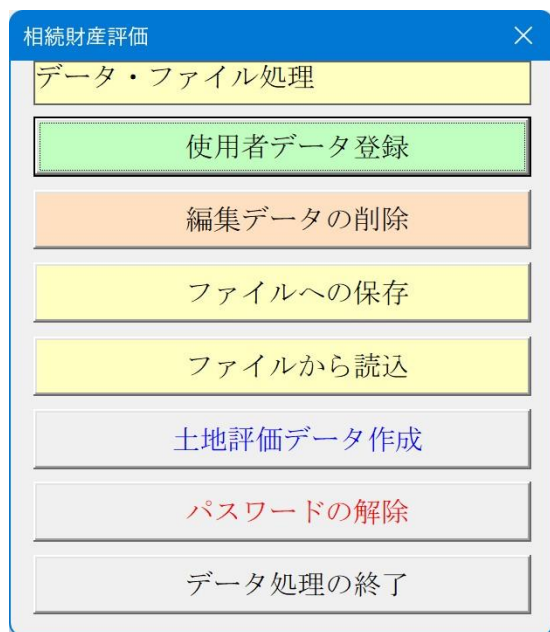 相続財産評価
データ・ファイル処理
使用者データ登録
編集データの削除
ファイルへの保存
ファイルから読込
土地評価データ作成
パスワードの解除
データ処理の終了